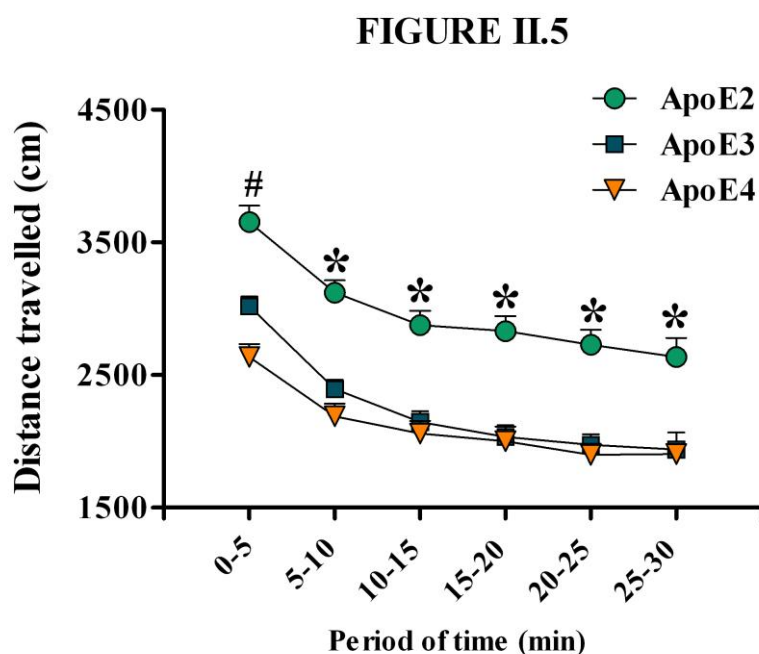 FIGURE II.5
ApoE2
ApoE3
ApoE4
4500
3500
2500
1500
Distance travelled (cm)
#
*
*
*
*
*
0-5
5-10
10-15
15-20
20-25
25-30
Period of time (min)